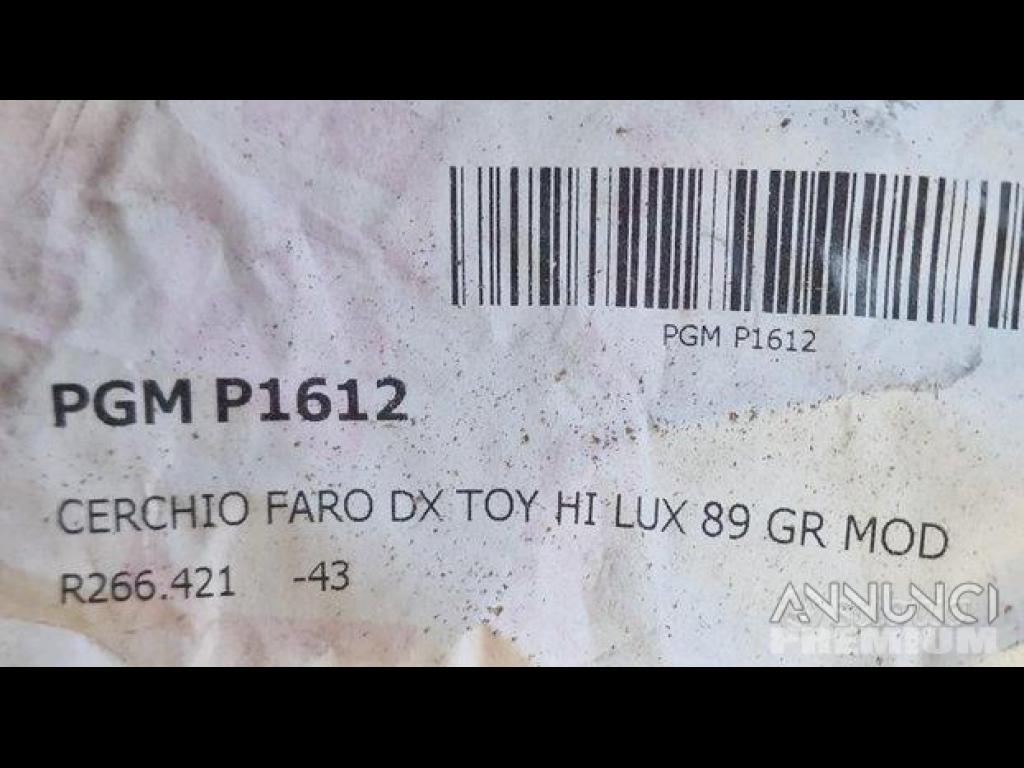 PGM P1612
PGM P1612
CERCHIO FARO DX TOY HI LUX 89 GR MOD
R266.421 -43
ANNUNCI
PREMIUM